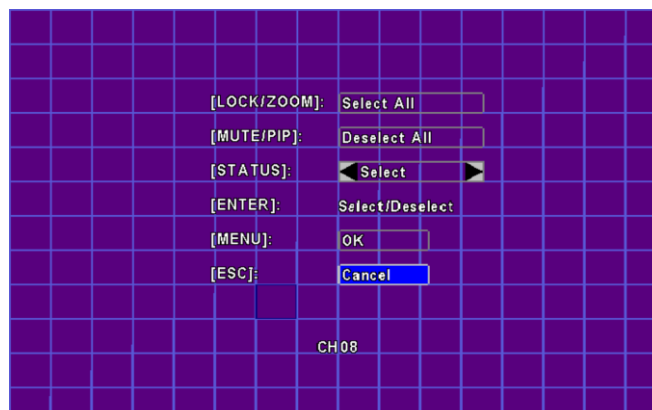 [LOCK/ZOOM]: Select All
[MUTE/PIP]: Deselect All
[STATUS]: Select
[ENTER]: Select/Deselect
[MENU]: OK
[ESC]: Cancel
CH08